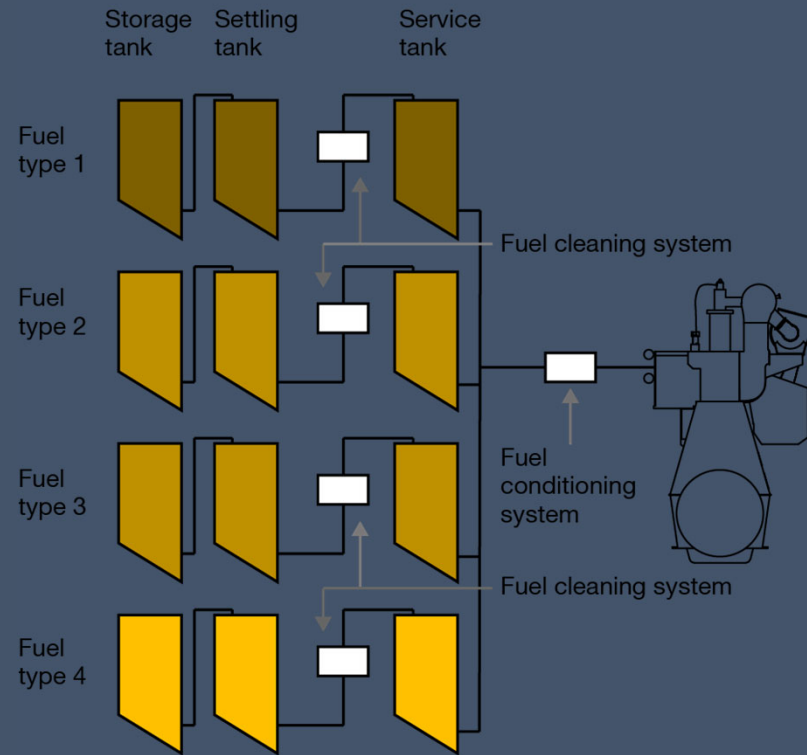 Storage
tank
Settling
tank
Service
tank
Fuel
type 1
Fuel cleaning system
Fuel
type 2
Fuel
conditioning
system
Fuel
type 3
Fuel cleaning system
Fuel
type 4